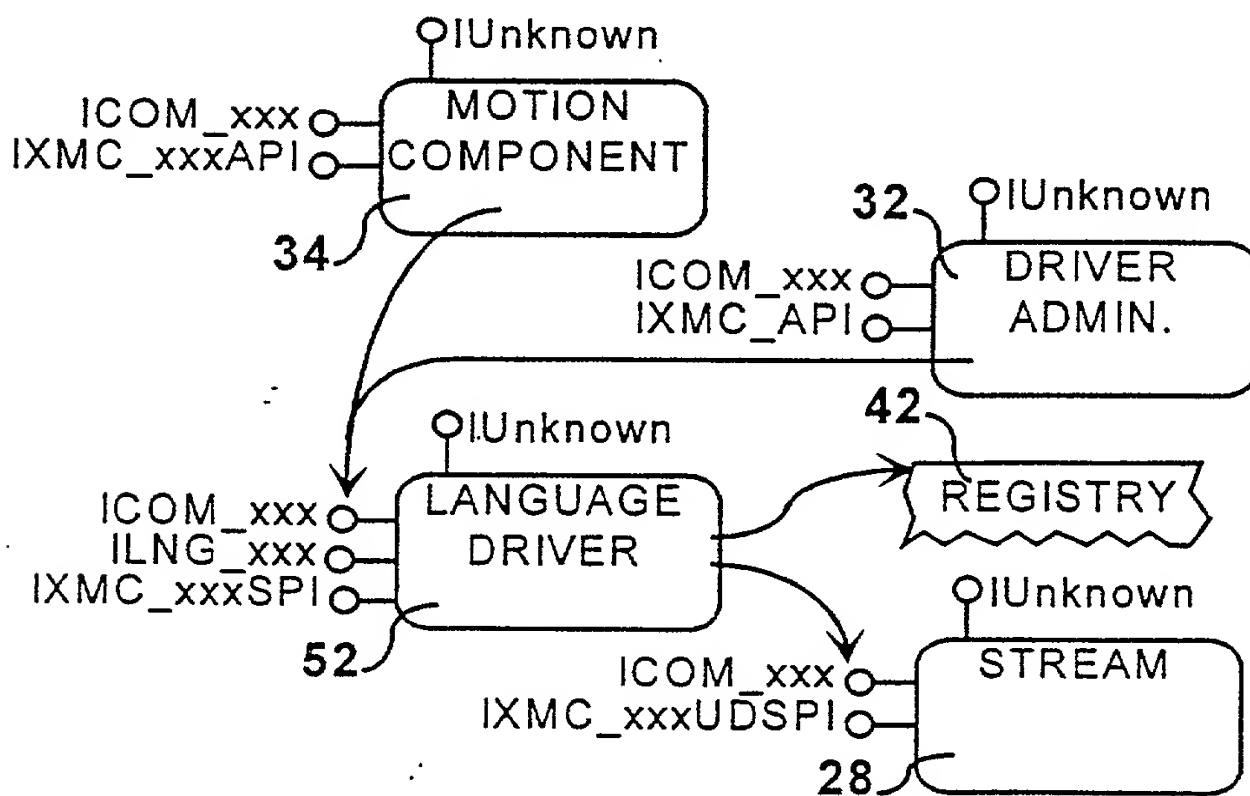 IUnknown
MOTION
COMPONENT
ICOM_xxx
IXMC_xxxAPI
34
32
IUnknown
DRIVER
ADMIN.
ICOM_xxx
IXMC_API
42
REGISTRY
IUnknown
LANGUAGE
DRIVER
ICOM_xxx
ILNG_xxx
IXMC_xxxSPI
52
IUnknown
STREAM
ICOM_xxx
IXMC_xxxUDSPI
28